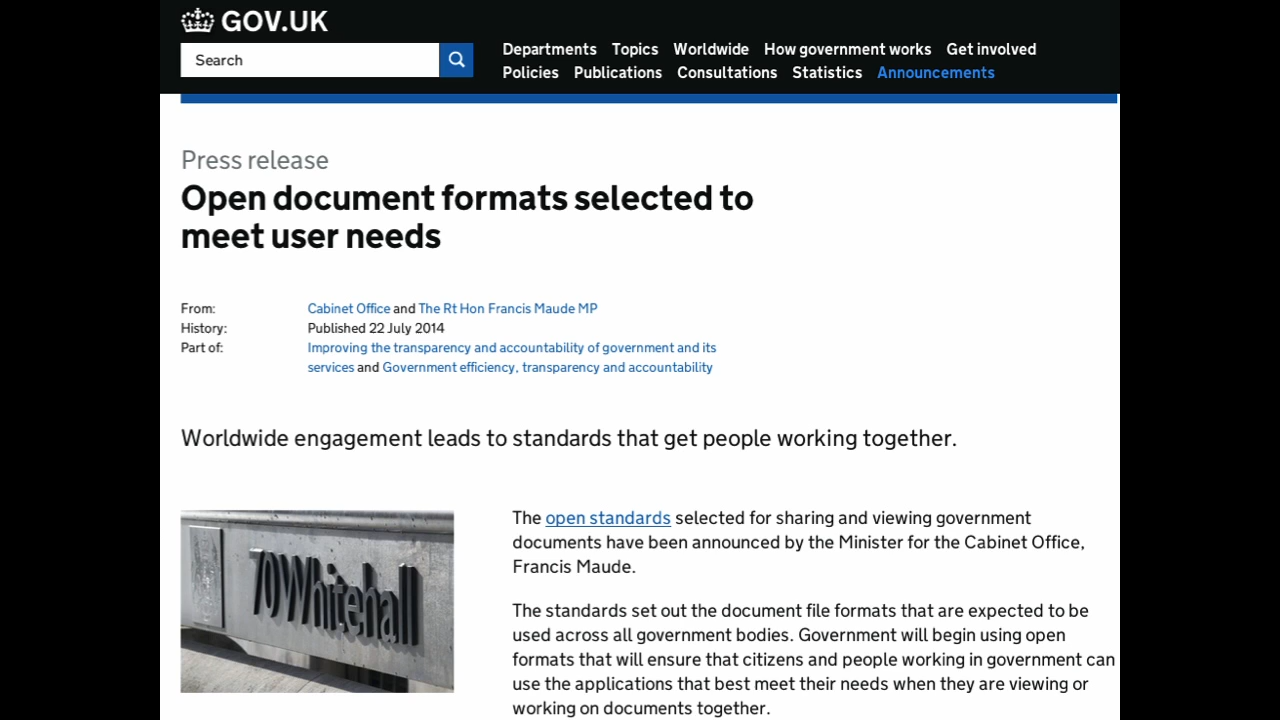 GOV.UK
Search
Departments Topics Worldwide How government works Get involved
Policies Publications Consultations Statistics Announcements
Press release
Open document formats selected to
meet user needs
From: Cabinet Office and The Rt Hon Francis Maude MP
History: Published 22 July 2014
Part of: Improving the transparency and accountability of government and its
services and Government efficiency, transparency and accountability
Worldwide engagement leads to standards that get people working together.
70 Whitehall
The open standards selected for sharing and viewing government
documents have been announced by the Minister for the Cabinet Office,
Francis Maude.
The standards set out the document file formats that are expected to be
used across all government bodies. Government will begin using open
formats that will ensure that citizens and people working in government can
use the applications that best meet their needs when they are viewing or
working on documents together.